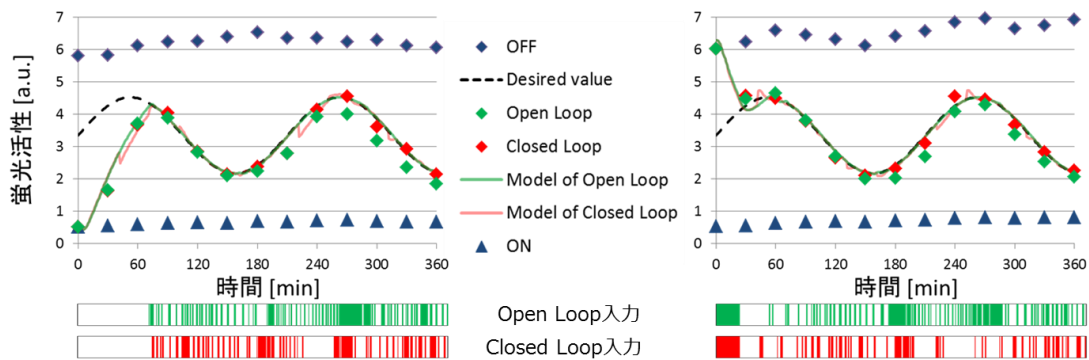 蛍光活性 [a.u.]
7
6
5
4
3
2
1
0
0 60 120 180 240 300 360
時間 [min]
OFF
Desired value
Open Loop
Closed Loop
Model of Open Loop
Model of Closed Loop
ON
7
6
5
4
3
2
1
0
0 60 120 180 240 300 360
時間 [min]
Open Loop入力
Closed Loop入力